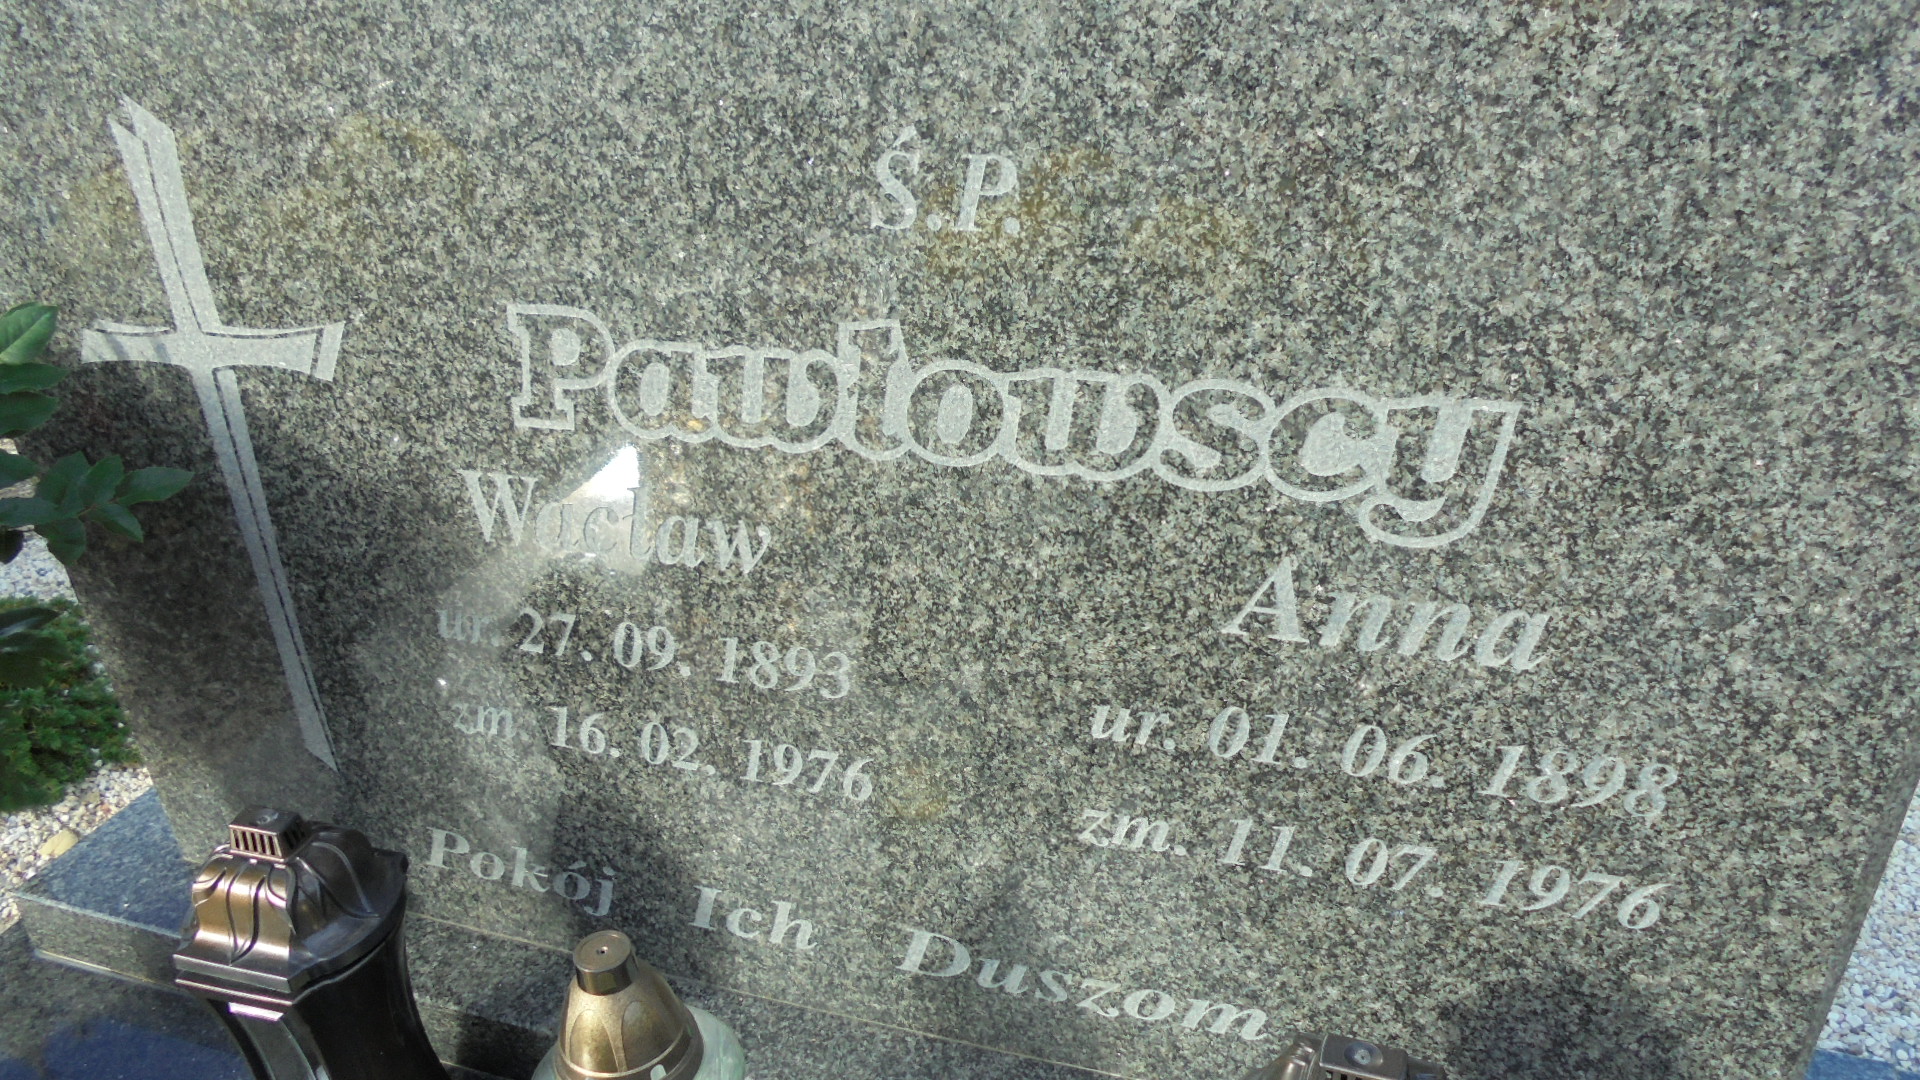 Ś.P.
Pawłowscy
Wacław
ur. 27. 09. 1893
zm. 16. 02. 1976
Anna
ur. 01. 06. 1898
zm. 11. 07. 1976
Pokój Ich Duszom